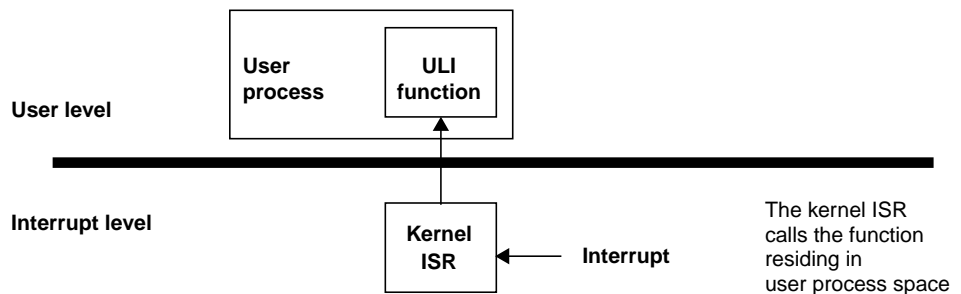 User
process
ULI
function
User level
Interrupt level
Kernel
ISR
Interrupt
The kernel ISR
calls the function
residing in
user process space